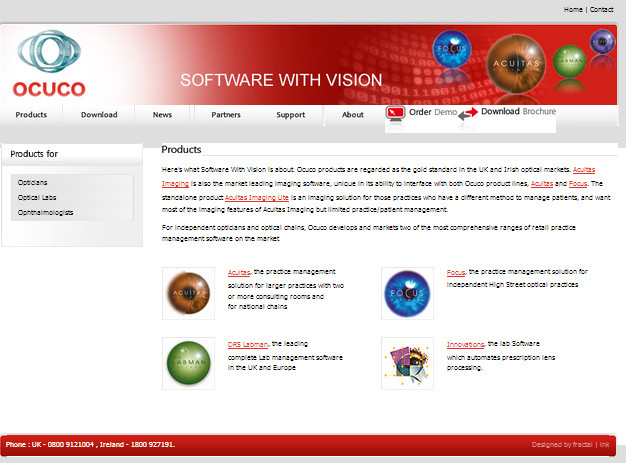 Home | Contact
FOCUS
ACUITAS
LABMAN
OCUCO
SOFTWARE WITH VISION
Products Download News Partners Support About Order Demo Download Brochure
Products for
Opticians
Optical Labs
Ophthalmologists
Products
Here's what Software With Vision is about. Ocuco products are regarded as the gold standard in the UK and Irish optical markets. Acuitas
Imaging is also the market leading imaging software, unique in its ability to interface with both Ocuco product lines, Acuitas and Focus. The
standalone product Acuitas Imaging Lite is an imaging solution for those practices who have a different method to manage patients, and want
most of the imaging features of Acuitas Imaging but limited practice/patient management.
For independent opticians and optical chains, Ocuco develops and markets two of the most comprehensive ranges of retail practice
management software on the market
ACUITAS
Acuitas, the practice management
solution for larger practices with two
or more consulting rooms and
for national chains
FOCUS
Focus, the practice management solution for
independent High Street optical practices
LABMAN
DRS Labman, the leading
complete Lab management software
in the UK and Europe
Innovations, the lab Software
which automates prescription lens
processing.
Phone : UK - 0800 9121004 , Ireland - 1800 927191.
Designed by fractal | ink